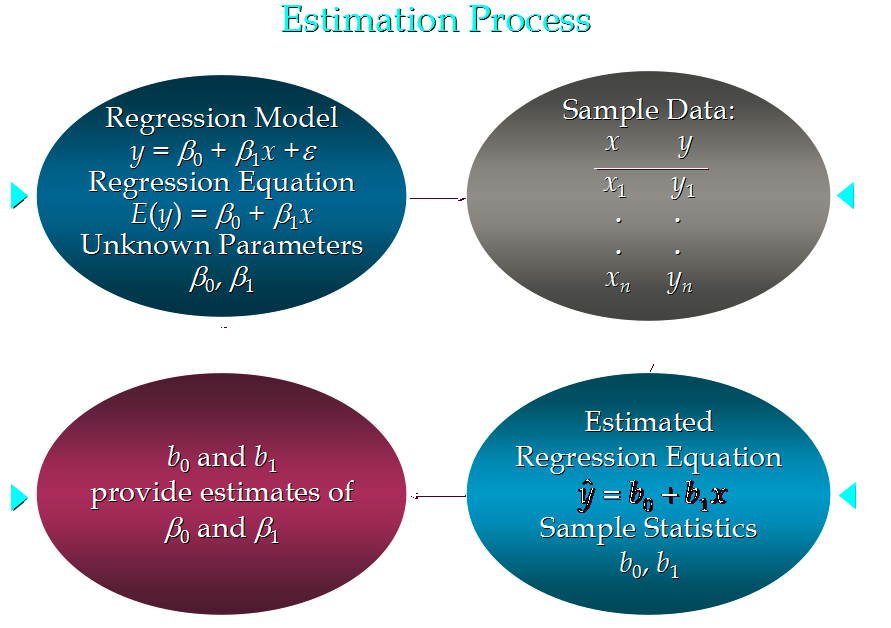 Estimation Process
Regression Model
y = β₀ + β₁x + ε
Regression Equation
E(y) = β₀ + β₁x
Unknown Parameters
β₀, β₁
Sample Data:
x y
x₁ y₁
. .
. .
xₙ yₙ
b₀ and b₁
provide estimates of
β₀ and β₁
Estimated
Regression Equation
ŷ = b₀ + b₁x
Sample Statistics
b₀, b₁